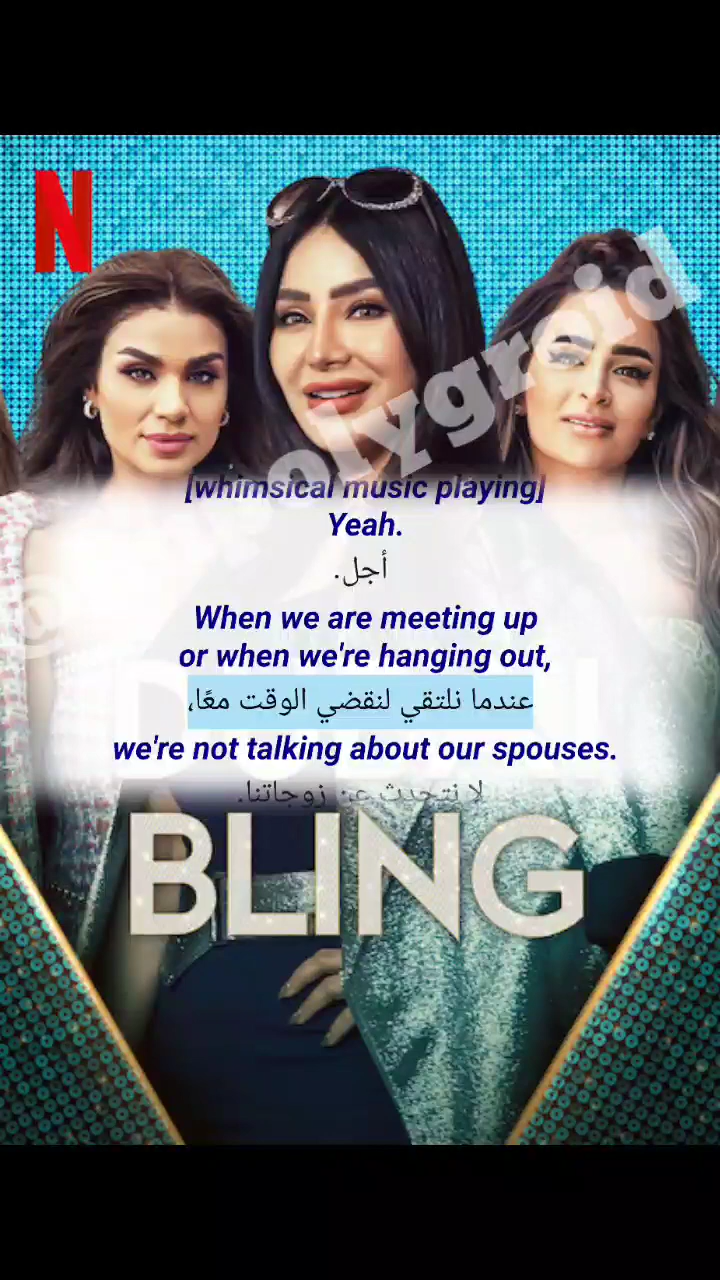 N
[whimsical music playing]
Yeah.
أجل.
When we are meeting up
or when we're hanging out,
عندما نلتقي لنقضي الوقت معًا،
we're not talking about our spouses.
لا نتحدث عن زوجاتنا.
BLING